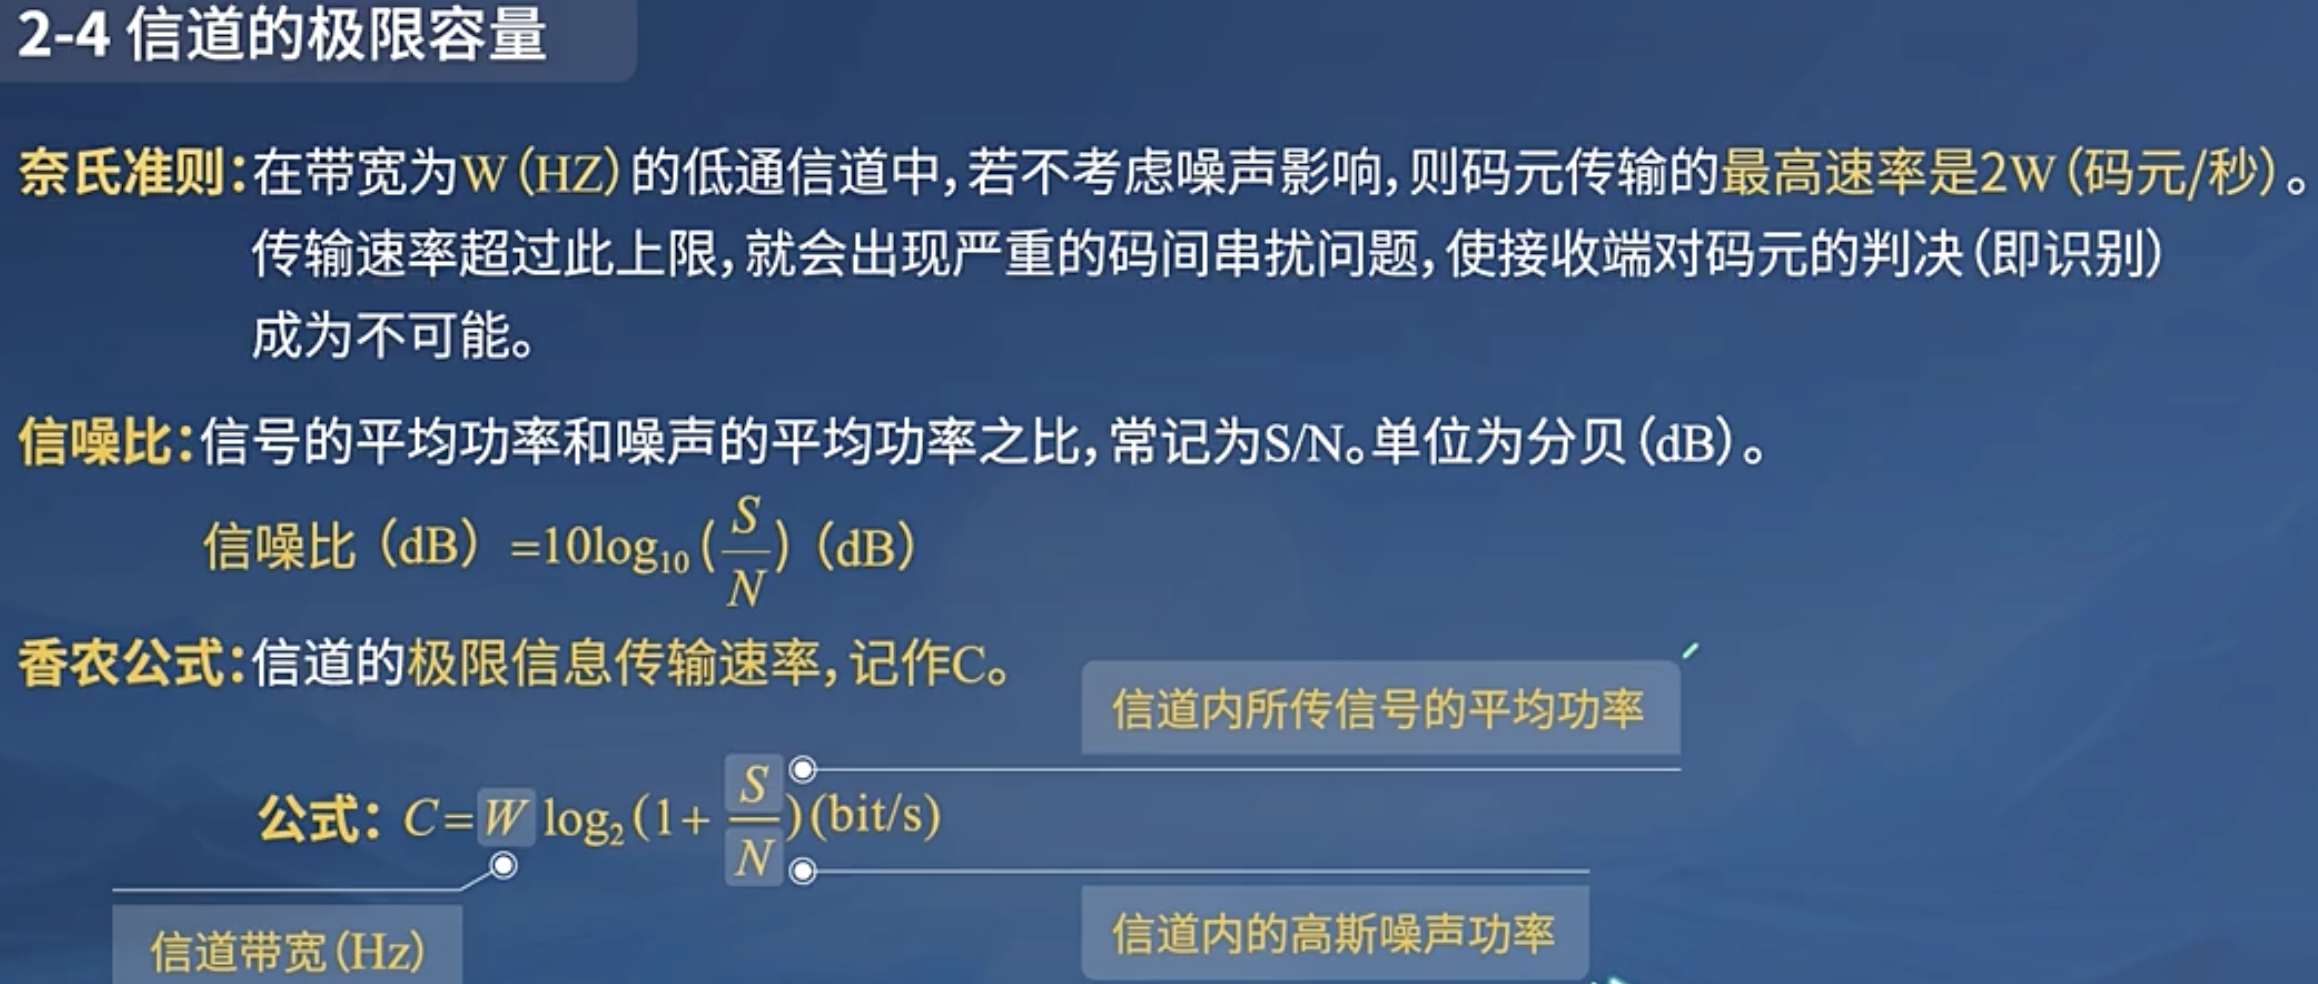 2-4 信道的极限容量
奈氏准则：在带宽为W（HZ）的低通信道中，若不考虑噪声影响，则码元传输的最高速率是2W（码元/秒）。
传输速率超过此上限，就会出现严重的码间串扰问题，使接收端对码元的判决（即识别）
成为不可能。
信噪比：信号的平均功率和噪声的平均功率之比，常记为S/N。单位为分贝（dB）。
信噪比（dB）=10log₁₀(S/N)（dB）
香农公式：信道的极限信息传输速率，记作C。
信道内所传信号的平均功率
公式：C=W log₂(1+S/N)(bit/s)
信道内的高斯噪声功率
信道带宽（Hz）